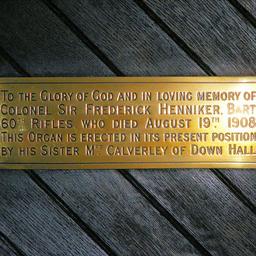 To the Glory of God and in loving memory of
Colonel Sir Frederick Henniker, Bart
60th Rifles who died August 19th 1908
This Organ is erected in its present position
by his Sister Mrs Calverley of Down Hall